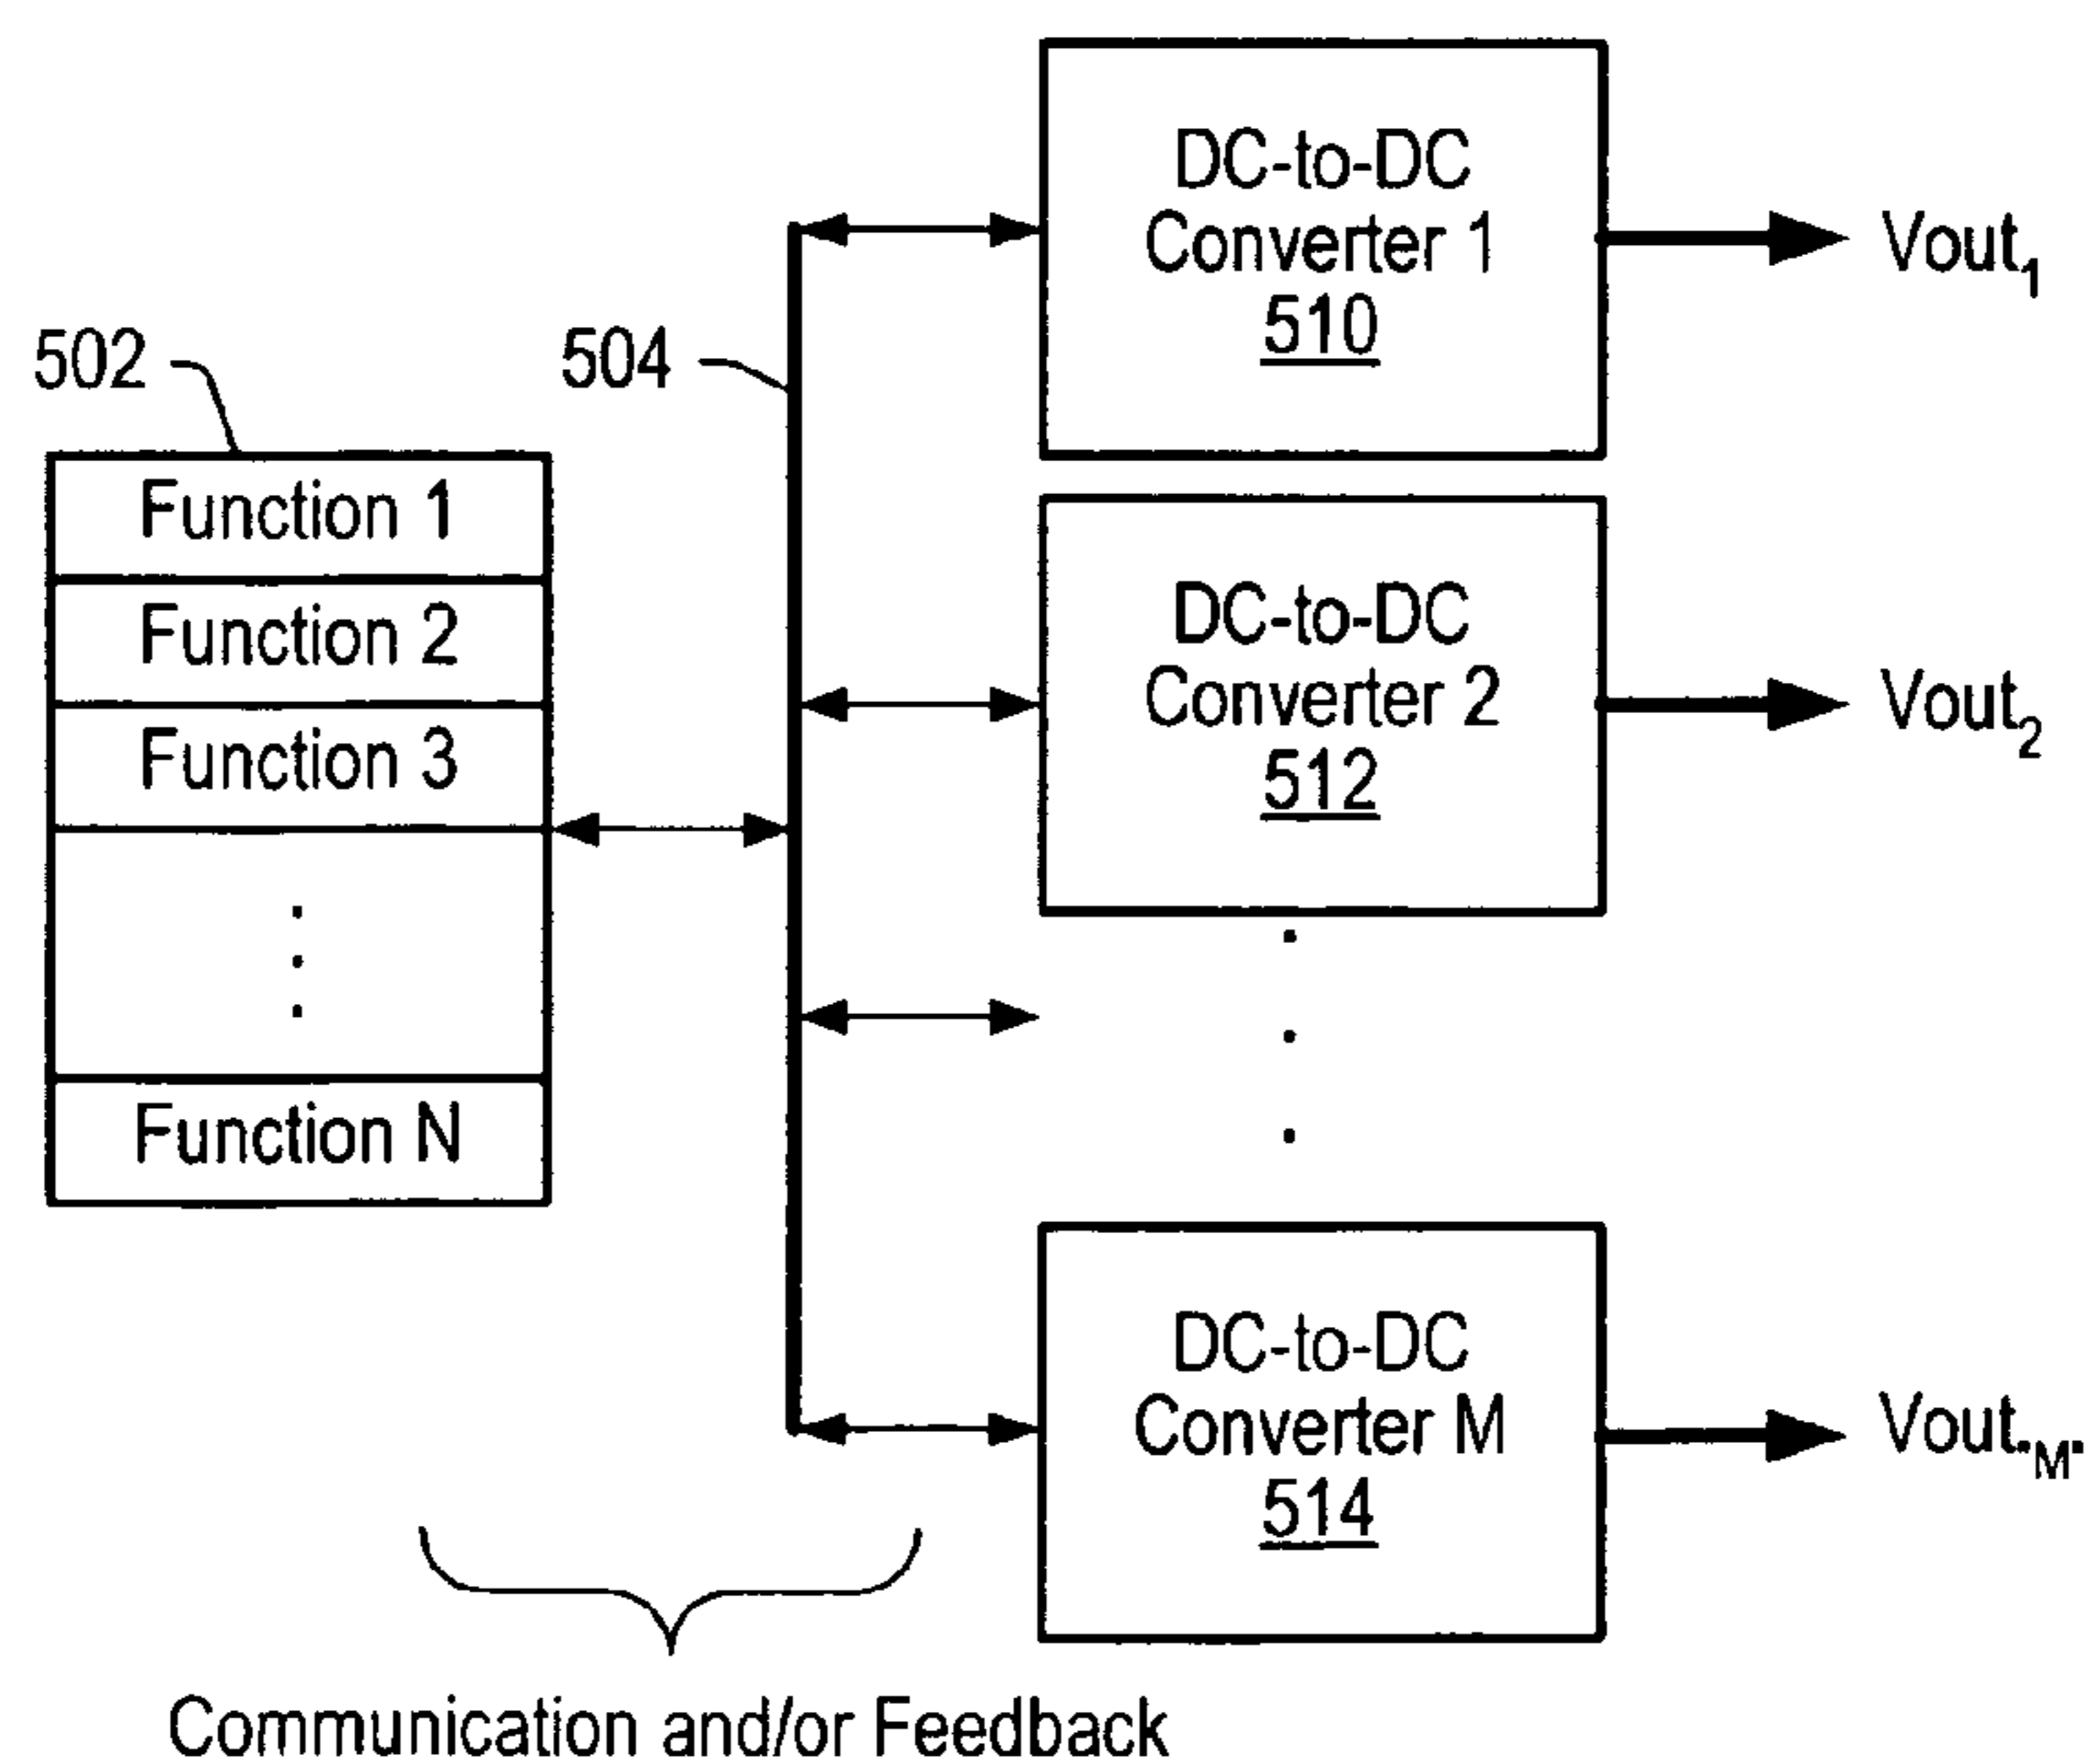 DC-to-DC
Converter 1
510
Vout1
502
504
Function 1
Function 2
Function 3
Function N
DC-to-DC
Converter 2
512
Vout2
DC-to-DC
Converter M
514
Vout"M"
Communication and/or Feedback